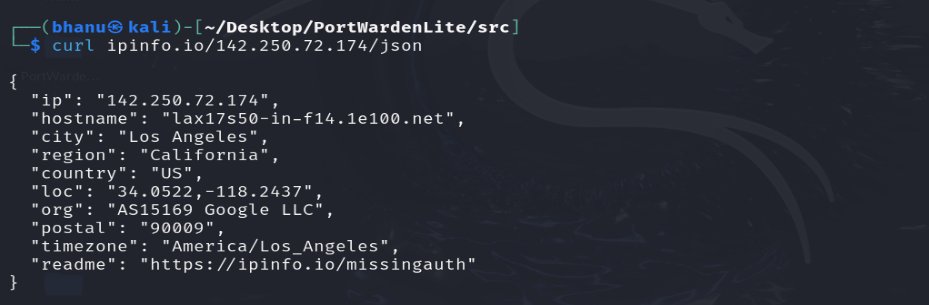 ┌──(bhanu㉿kali)-[~/Desktop/PortWardenLite/src]
└─$ curl ipinfo.io/142.250.72.174/json
PortWarde...
{
  "ip": "142.250.72.174",
  "hostname": "lax17s50-in-f14.1e100.net",
  "city": "Los Angeles",
  "region": "California",
  "country": "US",
  "loc": "34.0522,-118.2437",
  "org": "AS15169 Google LLC",
  "postal": "90009",
  "timezone": "America/Los_Angeles",
  "readme": "https://ipinfo.io/missingauth"
}